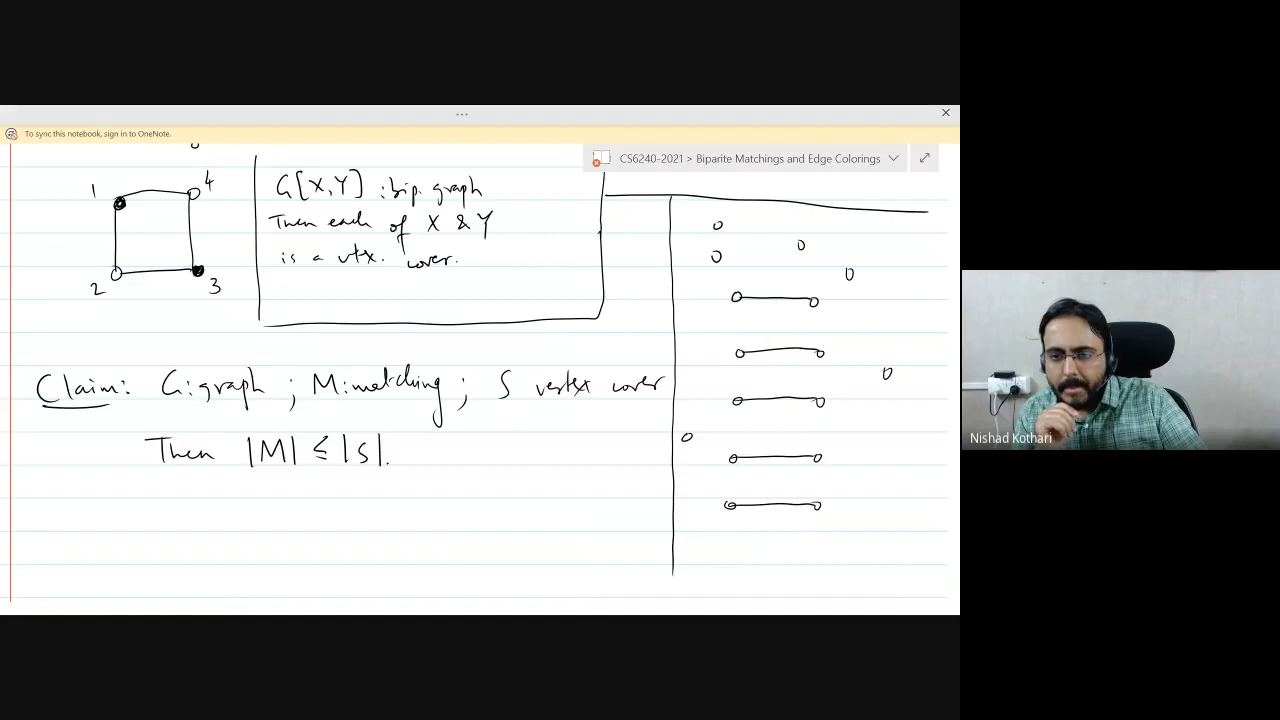 To sync this notebook, sign in to OneNote.
CS6240-2021 > Biparite Matchings and Edge Colorings
1
4
2
3
G[X,Y] : bip. graph
Then each of X & Y
is a vtx. cover.
Claim: G: graph ; M: matching ; S vertex cover
Then |M| ≤ |S|.
Nishad Kothari